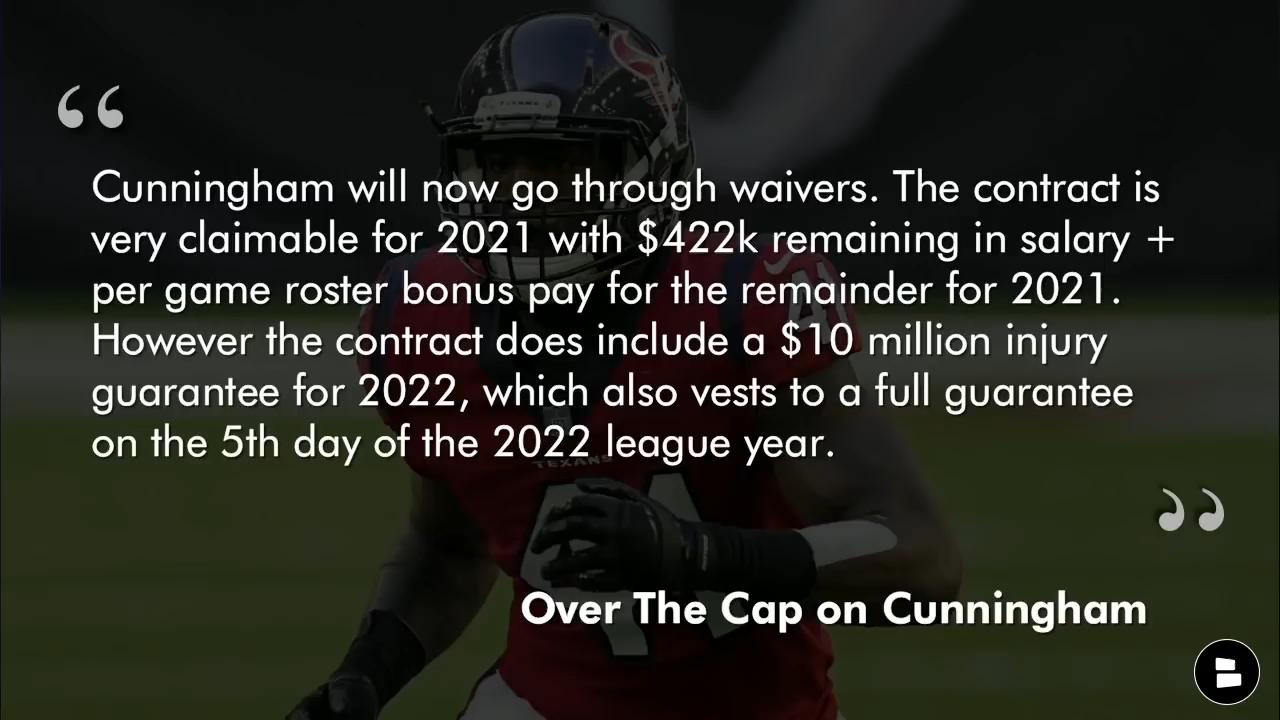 “
Cunningham will now go through waivers. The contract is
very claimable for 2021 with $422k remaining in salary +
per game roster bonus pay for the remainder for 2021.
However the contract does include a $10 million injury
guarantee for 2022, which also vests to a full guarantee
on the 5th day of the 2022 league year.
”
Over The Cap on Cunningham
TEXANS
41
41